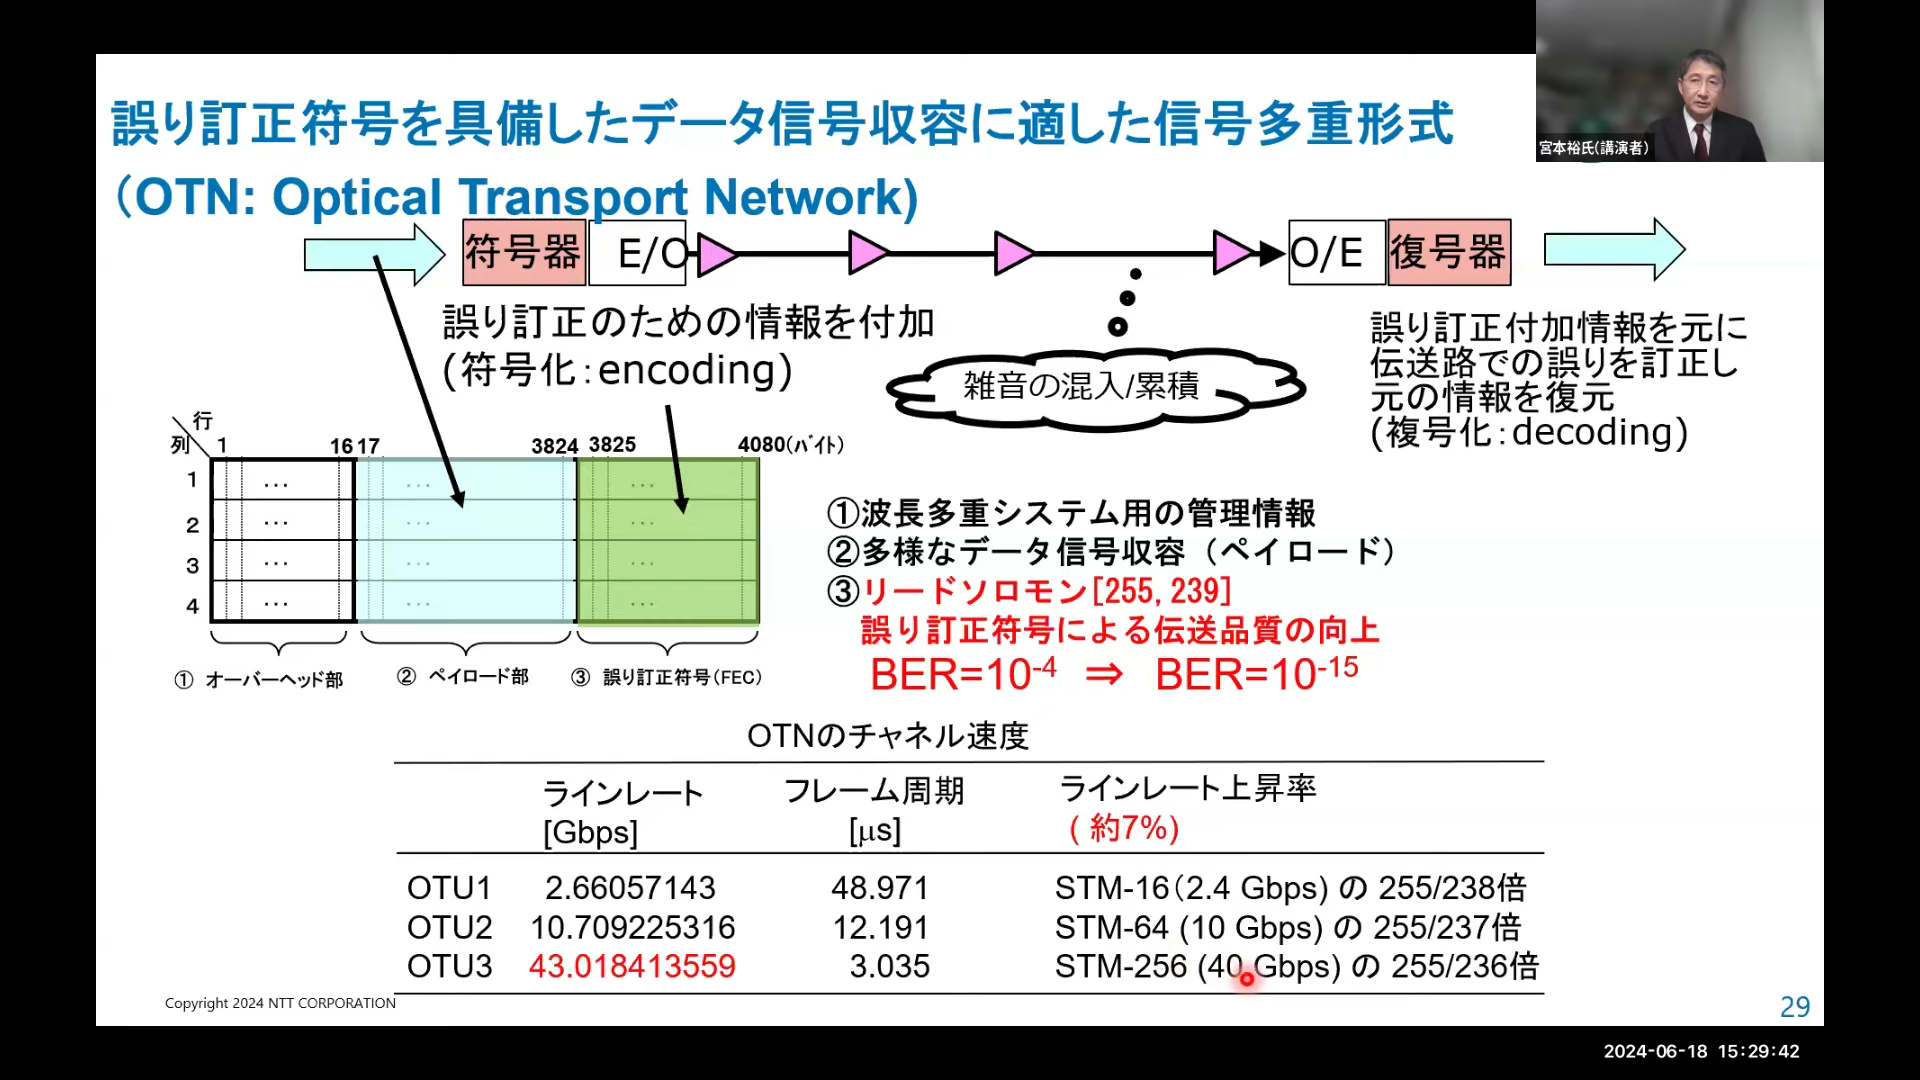 宮本裕氏(講演者)
誤り訂正符号を具備したデータ信号収容に適した信号多重形式
(OTN: Optical Transport Network)
符号器 E/O O/E 復号器
誤り訂正のための情報を付加
(符号化：encoding)
雑音の混入/累積
誤り訂正付加情報を元に
伝送路での誤りを訂正し
元の情報を復元
(複号化：decoding)
行
列 1 16 17 3824 3825 4080(バイト)
1 … … …
2 … … …
3 … … …
4 … … …
① オーバーヘッド部 ② ペイロード部 ③ 誤り訂正符号(FEC)
①波長多重システム用の管理情報
②多様なデータ信号収容（ペイロード）
③リードソロモン[255,239]
誤り訂正符号による伝送品質の向上
BER=10-4 ⇒ BER=10-15
OTNのチャネル速度
ラインレート フレーム周期 ラインレート上昇率
[Gbps] [μs] ( 約7%)
OTU1 2.66057143 48.971 STM-16(2.4 Gbps) の 255/238倍
OTU2 10.709225316 12.191 STM-64 (10 Gbps) の 255/237倍
OTU3 43.018413559 3.035 STM-256 (40 Gbps) の 255/236倍
Copyright 2024 NTT CORPORATION
29
2024-06-18 15:29:42